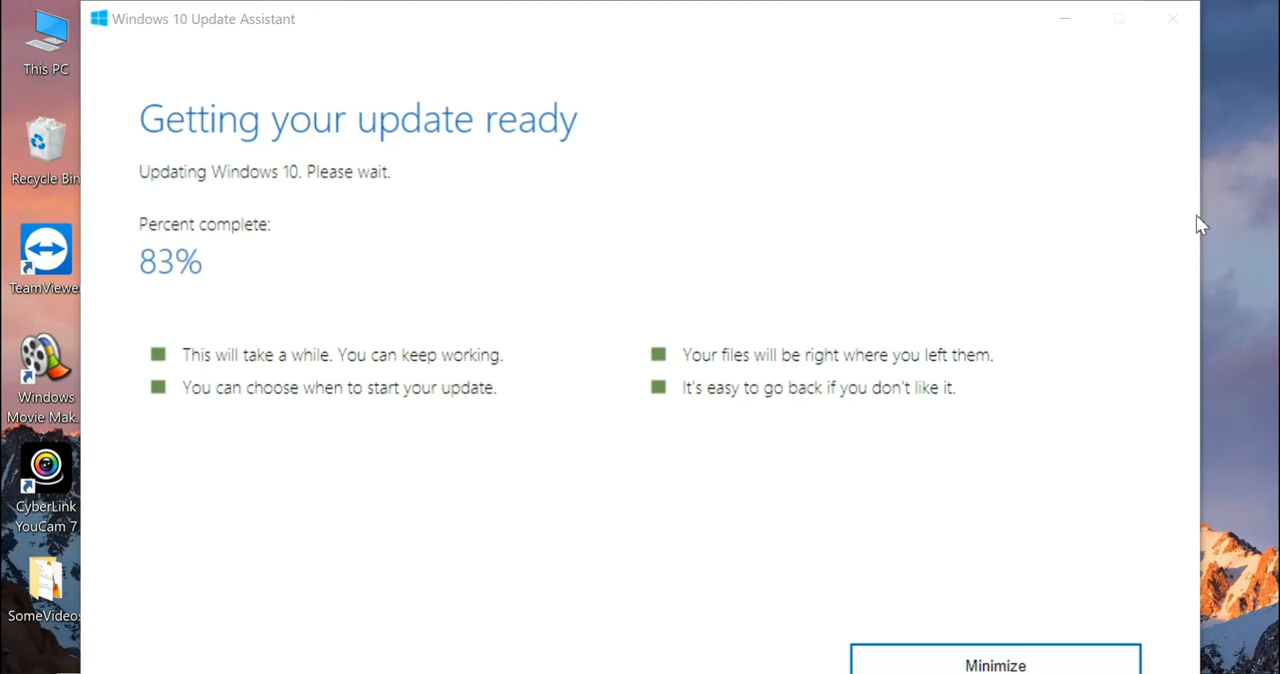 Windows 10 Update Assistant
This PC
Getting your update ready
Recycle Bin
Updating Windows 10. Please wait.
Percent complete:
83%
TeamViewe
This will take a while. You can keep working.
Your files will be right where you left them.
You can choose when to start your update.
It's easy to go back if you don't like it.
Windows
Movie Mak...
CyberLink
YouCam 7
SomeVideos
Minimize